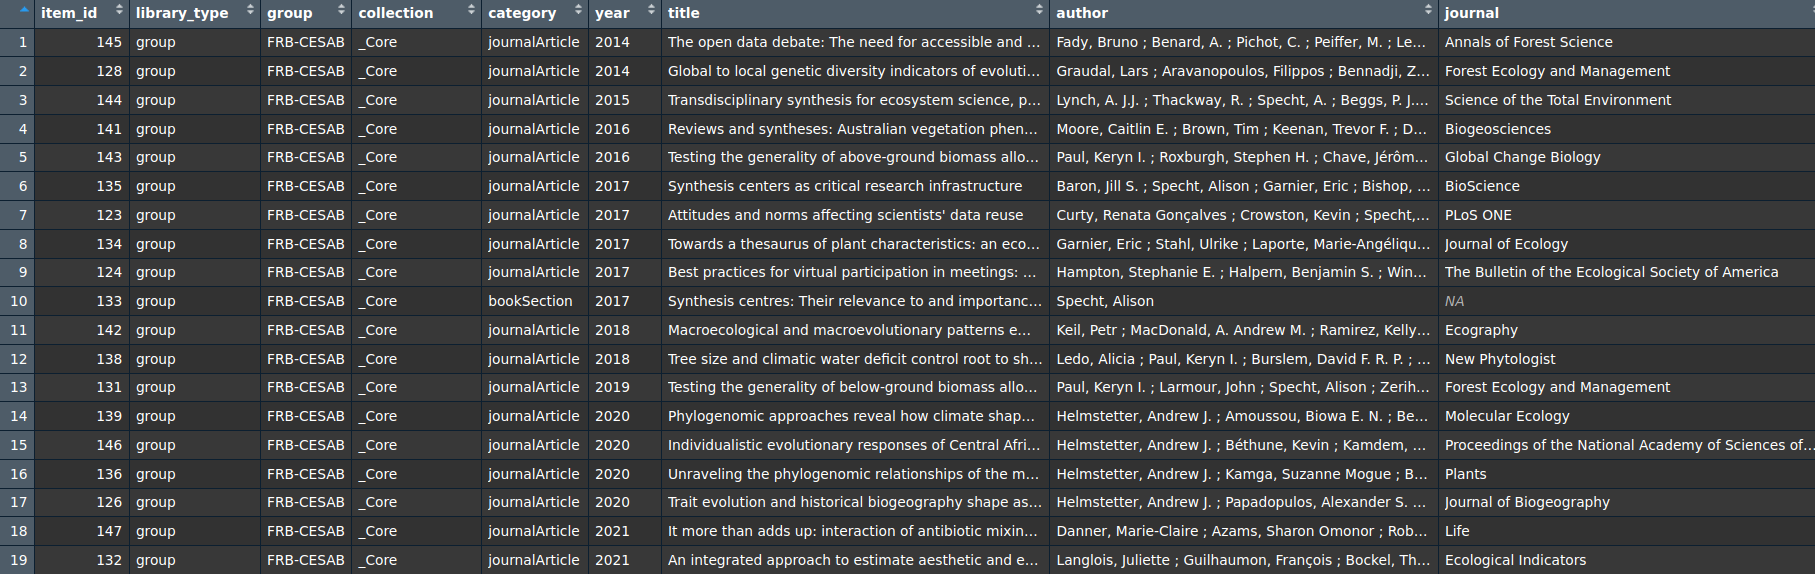 item_id library_type group collection category year title author journal
1 145 group FRB-CESAB _Core journalArticle 2014 The open data debate: The need for accessible and ... Fady, Bruno ; Benard, A. ; Pichot, C. ; Peiffer, M. ; Le... Annals of Forest Science
2 128 group FRB-CESAB _Core journalArticle 2014 Global to local genetic diversity indicators of evoluti... Graudal, Lars ; Aravanopoulos, Filippos ; Bennadji, Z... Forest Ecology and Management
3 144 group FRB-CESAB _Core journalArticle 2015 Transdisciplinary synthesis for ecosystem science, p... Lynch, A. J.J. ; Thackway, R. ; Specht, A. ; Beggs, P. J.... Science of the Total Environment
4 141 group FRB-CESAB _Core journalArticle 2016 Reviews and syntheses: Australian vegetation phen... Moore, Caitlin E. ; Brown, Tim ; Keenan, Trevor F. ; D... Biogeosciences
5 143 group FRB-CESAB _Core journalArticle 2016 Testing the generality of above-ground biomass allo... Paul, Keryn I. ; Roxburgh, Stephen H. ; Chave, Jérôm... Global Change Biology
6 135 group FRB-CESAB _Core journalArticle 2017 Synthesis centers as critical research infrastructure Baron, Jill S. ; Specht, Alison ; Garnier, Eric ; Bishop, ... BioScience
7 123 group FRB-CESAB _Core journalArticle 2017 Attitudes and norms affecting scientists' data reuse Curty, Renata Gonçalves ; Crowston, Kevin ; Specht,... PLoS ONE
8 134 group FRB-CESAB _Core journalArticle 2017 Towards a thesaurus of plant characteristics: an eco... Garnier, Eric ; Stahl, Ulrike ; Laporte, Marie-Angéliqu... Journal of Ecology
9 124 group FRB-CESAB _Core journalArticle 2017 Best practices for virtual participation in meetings: ... Hampton, Stephanie E. ; Halpern, Benjamin S. ; Win... The Bulletin of the Ecological Society of America
10 133 group FRB-CESAB _Core bookSection 2017 Synthesis centres: Their relevance to and importanc... Specht, Alison NA
11 142 group FRB-CESAB _Core journalArticle 2018 Macroecological and macroevolutionary patterns e... Keil, Petr ; MacDonald, A. Andrew M. ; Ramirez, Kelly... Ecography
12 138 group FRB-CESAB _Core journalArticle 2018 Tree size and climatic water deficit control root to sh... Ledo, Alicia ; Paul, Keryn I. ; Burslem, David F. R. P. ; ... New Phytologist
13 131 group FRB-CESAB _Core journalArticle 2019 Testing the generality of below-ground biomass allo... Paul, Keryn I. ; Larmour, John ; Specht, Alison ; Zerih... Forest Ecology and Management
14 139 group FRB-CESAB _Core journalArticle 2020 Phylogenomic approaches reveal how climate shap... Helmstetter, Andrew J. ; Amoussou, Biowa E. N. ; Be... Molecular Ecology
15 146 group FRB-CESAB _Core journalArticle 2020 Individualistic evolutionary responses of Central Afri... Helmstetter, Andrew J. ; Béthune, Kevin ; Kamdem, ... Proceedings of the National Academy of Sciences of...
16 136 group FRB-CESAB _Core journalArticle 2020 Unraveling the phylogenomic relationships of the m... Helmstetter, Andrew J. ; Kamga, Suzanne Mogue ; B... Plants
17 126 group FRB-CESAB _Core journalArticle 2020 Trait evolution and historical biogeography shape as... Helmstetter, Andrew J. ; Papadopulos, Alexander S. ... Journal of Biogeography
18 147 group FRB-CESAB _Core journalArticle 2021 It more than adds up: interaction of antibiotic mixin... Danner, Marie-Claire ; Azams, Sharon Omonor ; Rob... Life
19 132 group FRB-CESAB _Core journalArticle 2021 An integrated approach to estimate aesthetic and e... Langlois, Juliette ; Guilhaumon, François ; Bockel, Th... Ecological Indicators